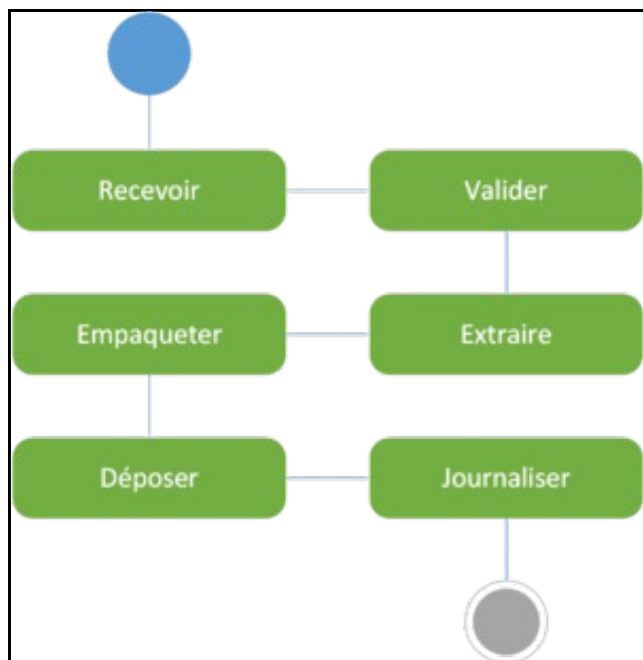 Recevoir
Valider
Empaqueter
Extraire
Déposer
Journaliser